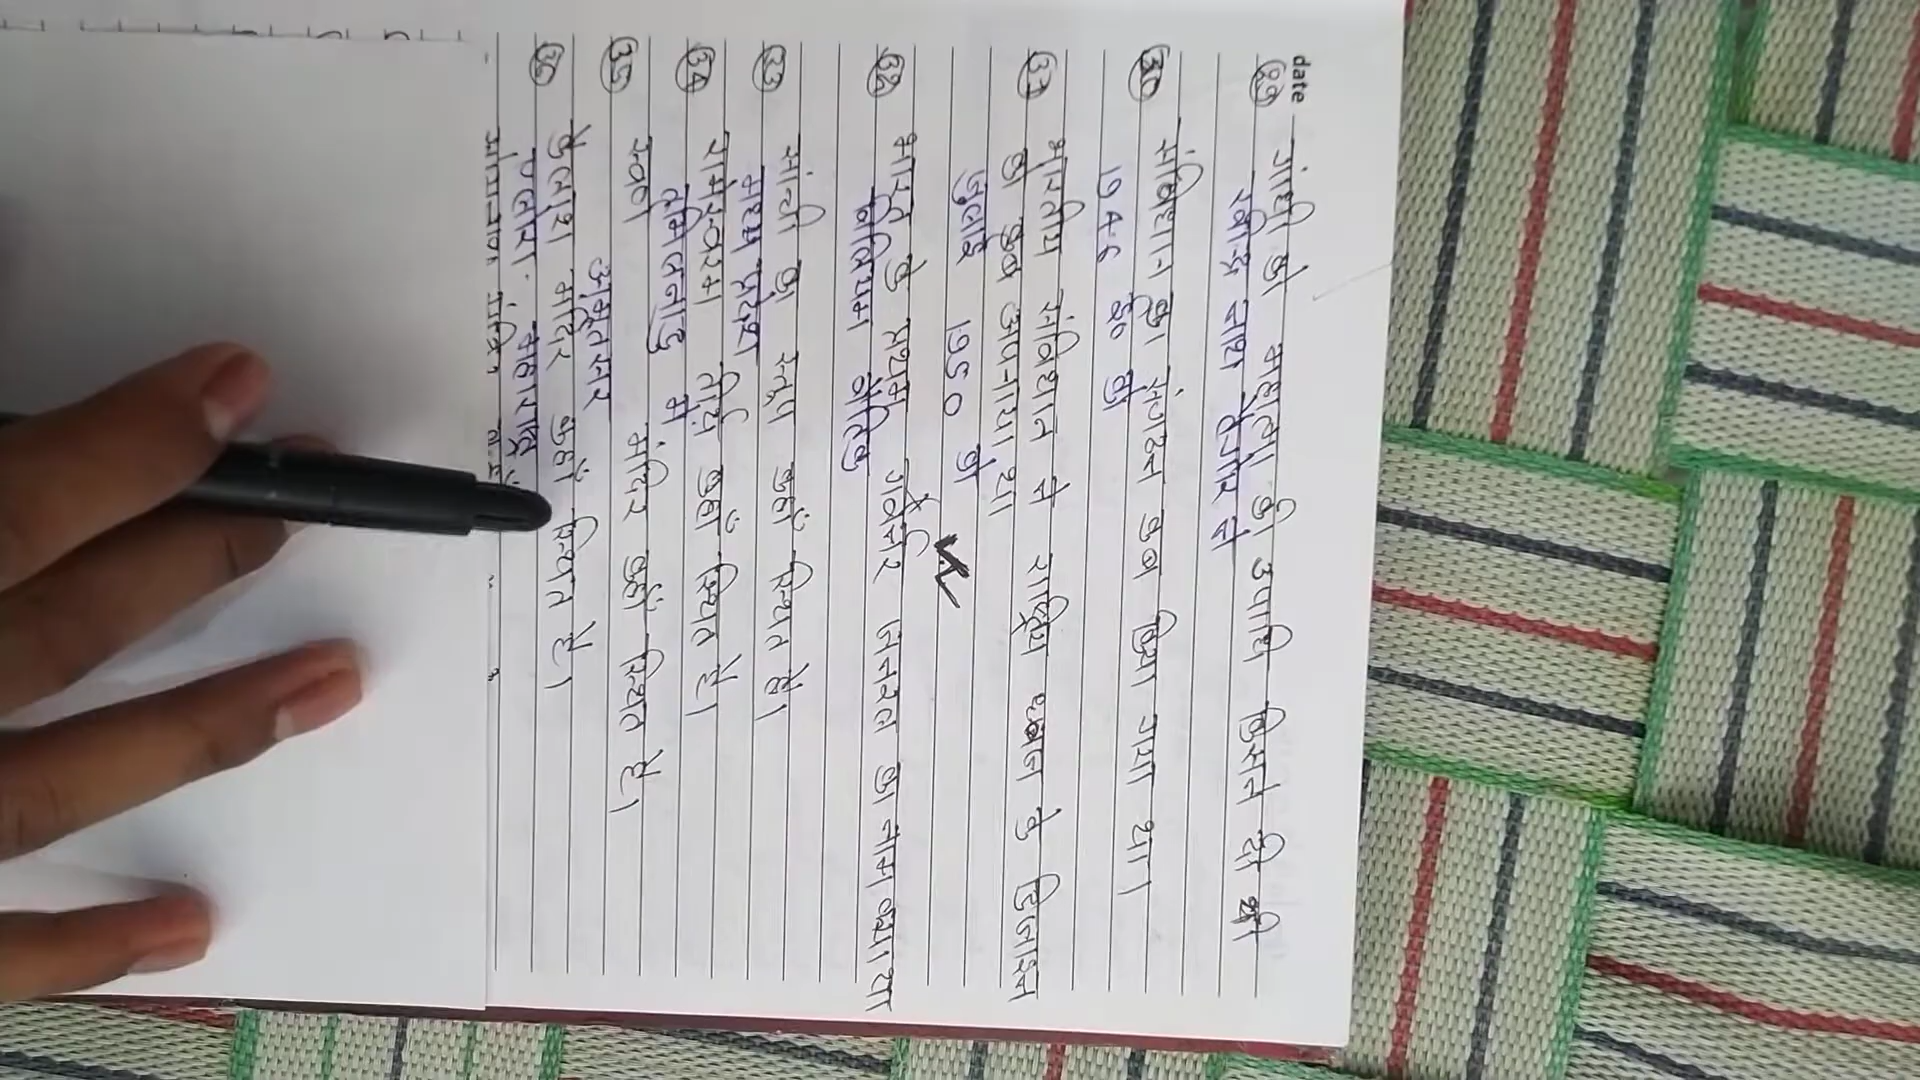 date
29 गांधी को महात्मा की उपाधि किसने दी थी
रविन्द्र नाथ टैगोर ने
30 संविधान का संगठन कब किया गया था।
1946 ई० को
31 भारतीय संविधान ने राष्ट्रीय ध्वज के डिजाइन
को कब अपनाया था
जुलाई 1950 को
32 भारत के प्रथम गवर्नर जनरल का नाम क्या था
विलियम बेंटिक
33 सांची का स्तूप कहाँ स्थित है।
मध्य प्रदेश
34 रामेश्वरम तीर्थ कहाँ स्थित है।
तमिलनाडु में
35 स्वर्ण मंदिर कहाँ स्थित है।
अमृतसर
36 कैलाश मंदिर कहाँ स्थित है।
एलोरा महाराष्ट्र